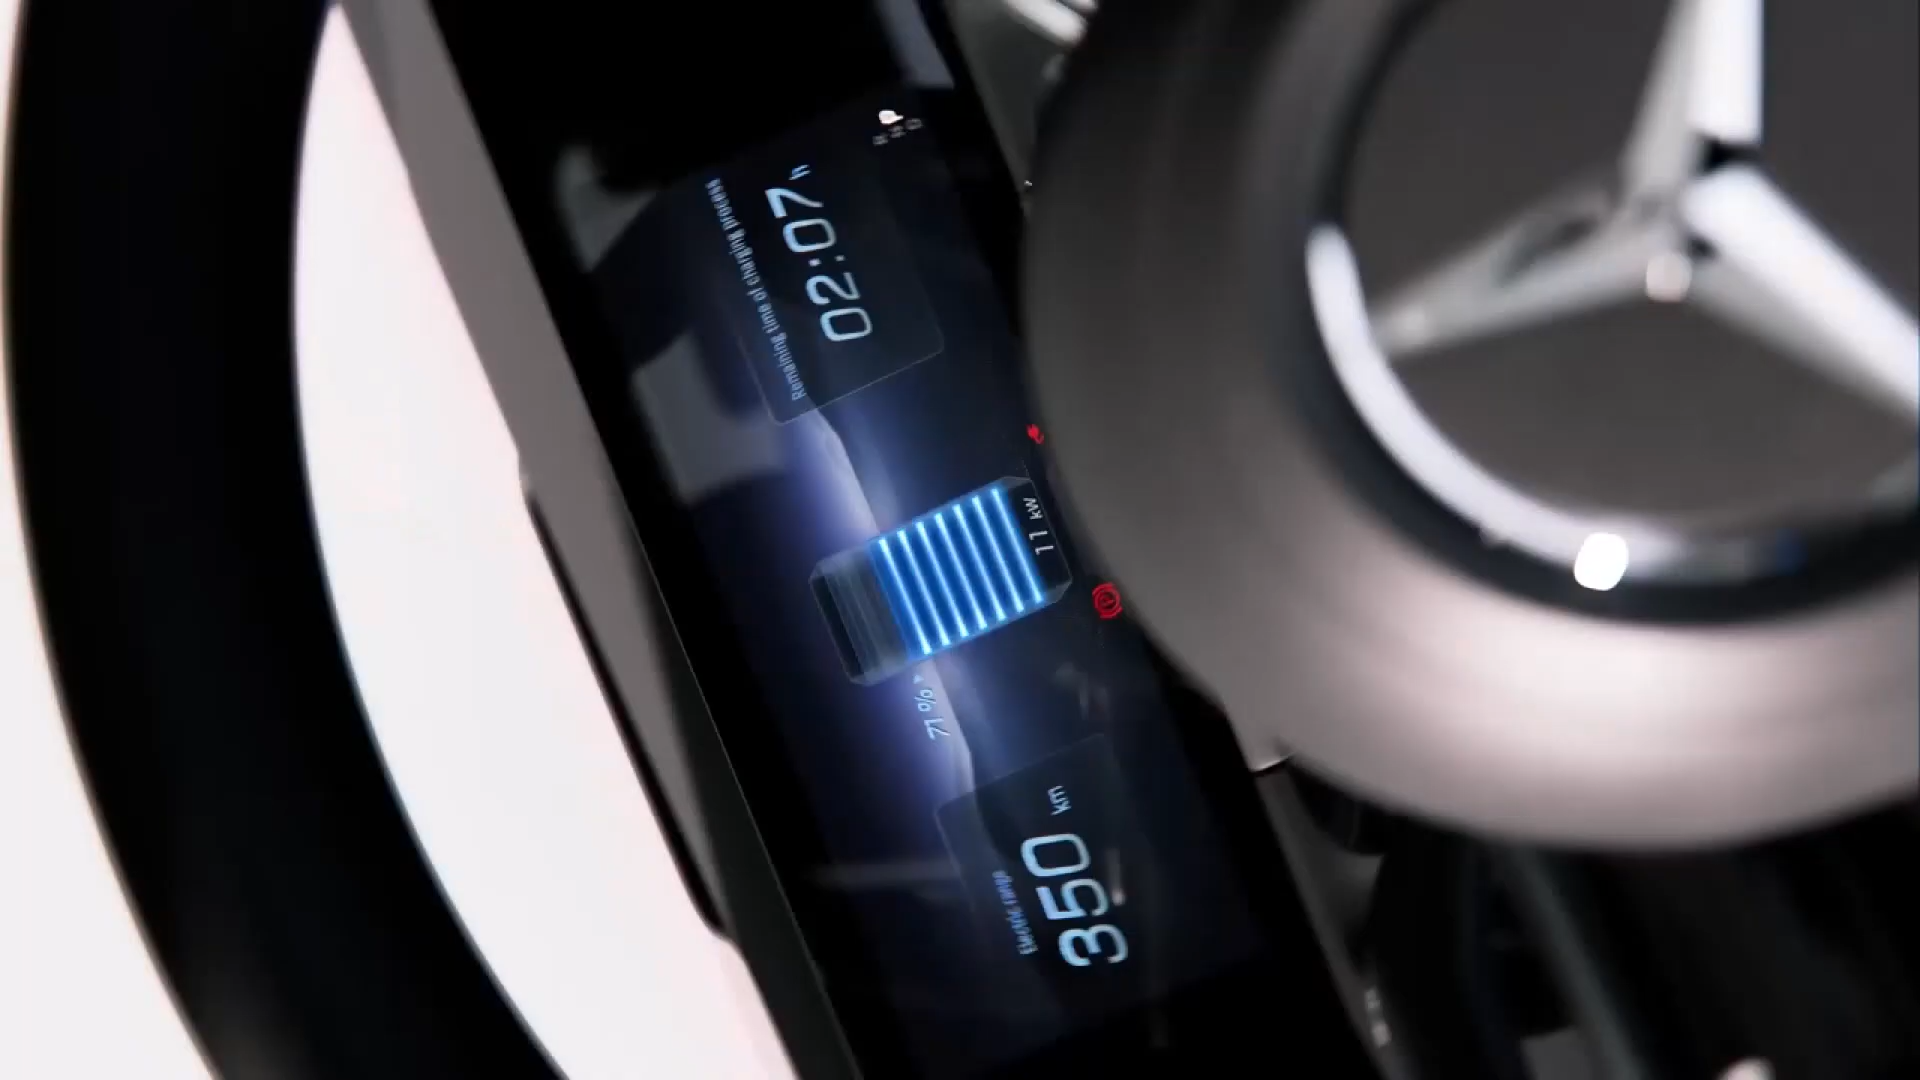 Electric range
350 km
71 %
11 kW
Remaining time of charging process
02:07 h
P
R